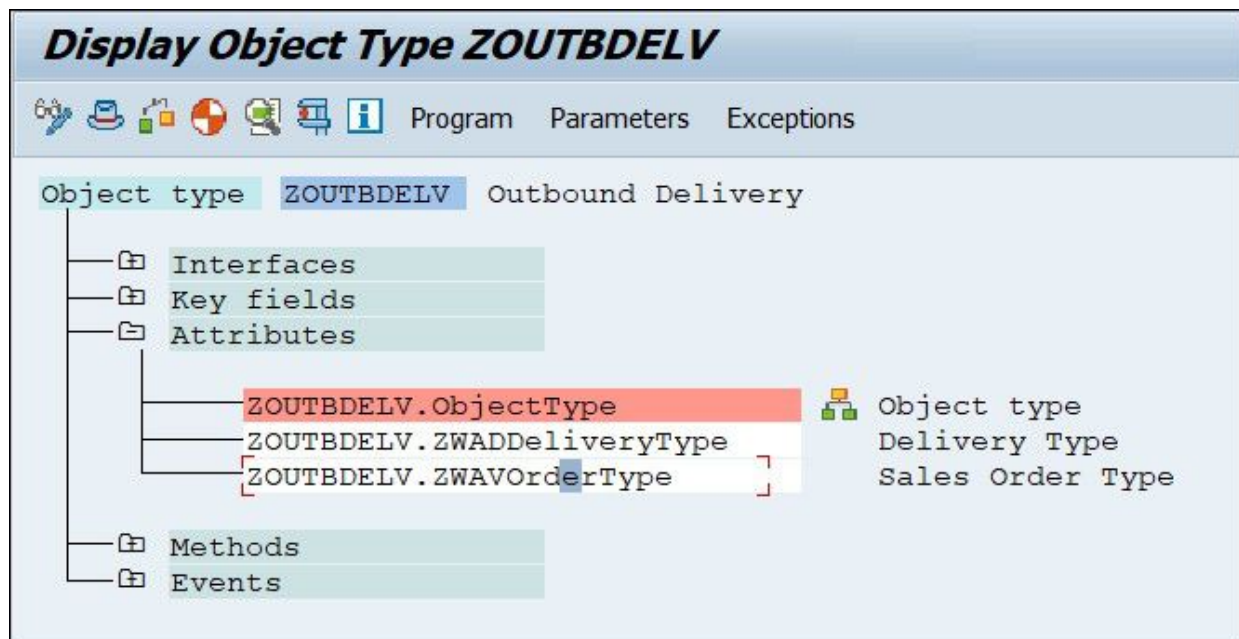 Display Object Type ZOUTBDELV
Program Parameters Exceptions
Object type ZOUTBDELV Outbound Delivery
Interfaces
Key fields
Attributes
ZOUTBDELV.ObjectType Object type
ZOUTBDELV.ZWADDeliveryType Delivery Type
ZOUTBDELV.ZWAVOrderType Sales Order Type
Methods
Events